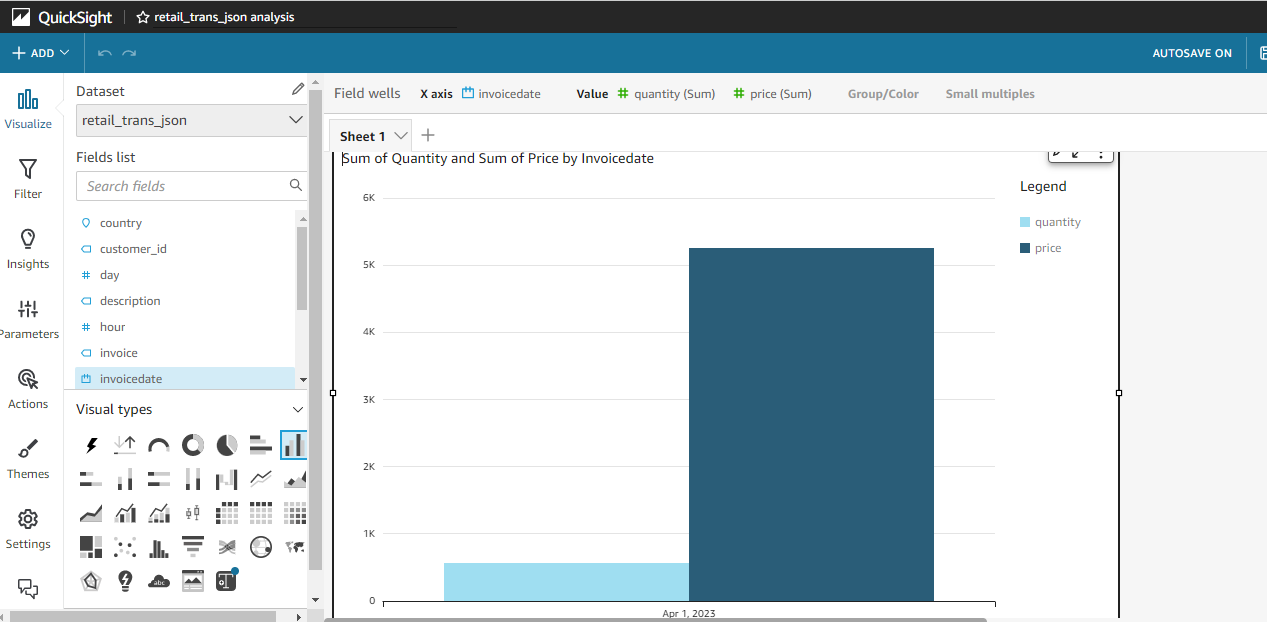 QuickSight
retail_trans_json analysis
ADD
AUTOSAVE ON
Visualize
Filter
Insights
Parameters
Actions
Themes
Settings
Dataset
retail_trans_json
Fields list
Search fields
country
customer_id
day
description
hour
invoice
invoicedate
Visual types
abc
T
Field wells X axis invoicedate Value quantity (Sum) price (Sum) Group/Color Small multiples
Sheet 1
Sum of Quantity and Sum of Price by Invoicedate
6K
5K
4K
3K
2K
1K
0
Apr 1, 2023
Legend
quantity
price